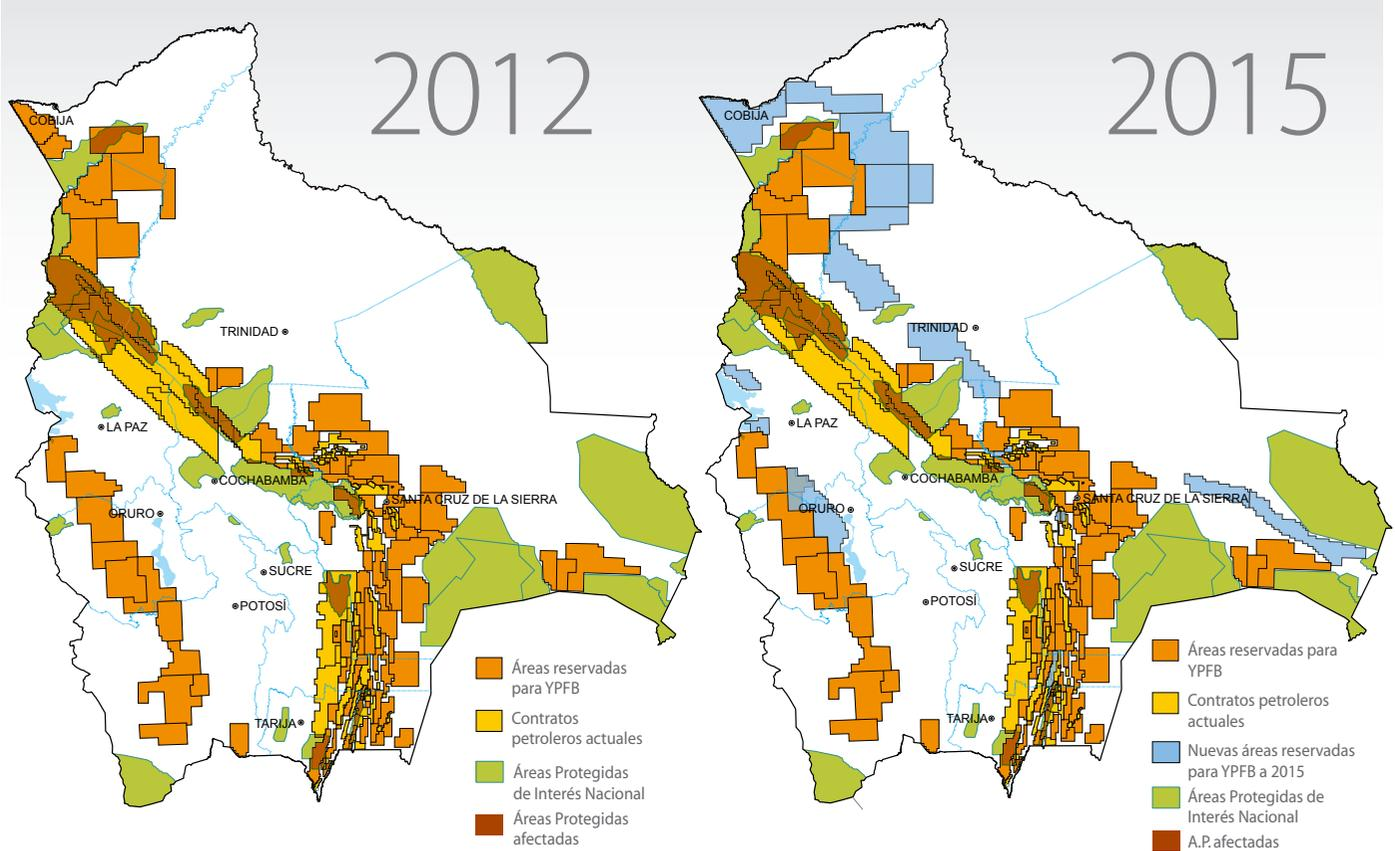 2012
COBIJA
TRINIDAD
LA PAZ
COCHABAMBA
SANTA CRUZ DE LA SIERRA
ORURO
SUCRE
POTOSÍ
TARIJA
Áreas reservadas
para YPFB
Contratos
petroleros actuales
Áreas Protegidas
de Interés Nacional
Áreas Protegidas
afectadas
2015
COBIJA
TRINIDAD
LA PAZ
COCHABAMBA
SANTA CRUZ DE LA SIERRA
ORURO
SUCRE
POTOSÍ
TARIJA
Áreas reservadas para
YPFB
Contratos petroleros
actuales
Nuevas áreas reservadas
para YPFB a 2015
Áreas Protegidas de
Interés Nacional
A.P. afectadas